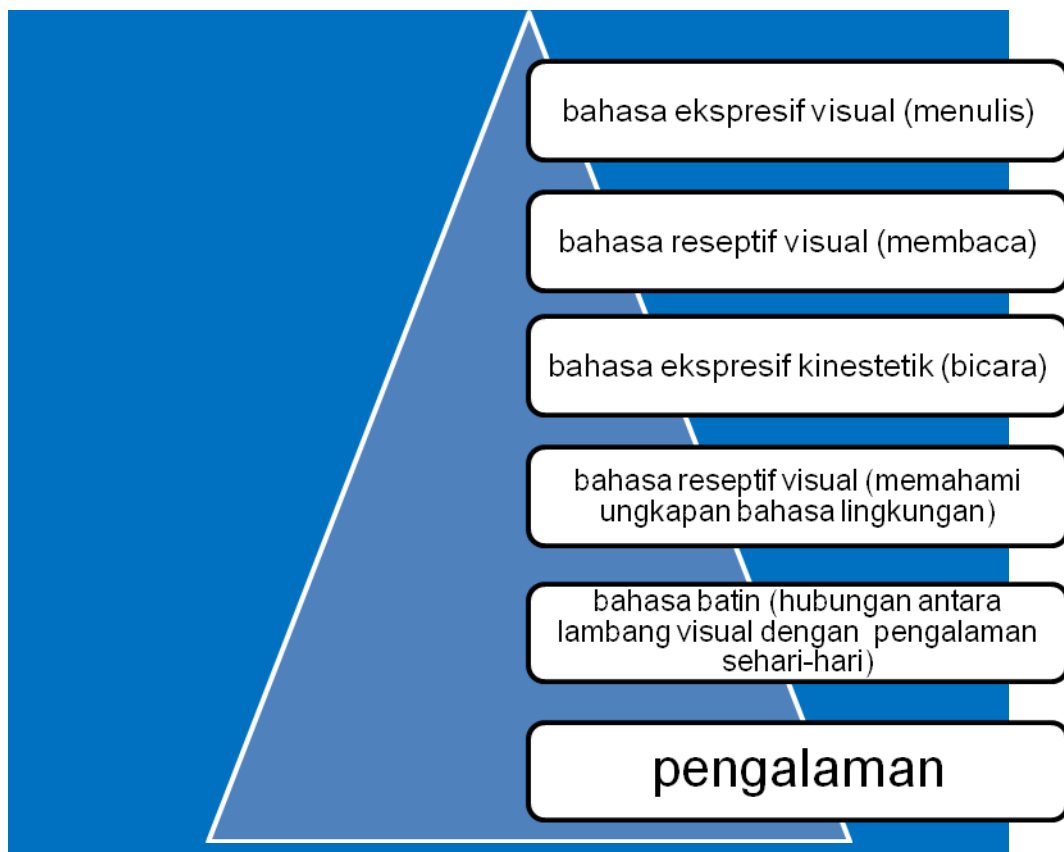 bahasa ekspresif visual (menulis)
bahasa reseptif visual (membaca)
bahasa ekspresif kinestetik (bicara)
bahasa reseptif visual (memahami
ungkapan bahasa lingkungan)
bahasa batin (hubungan antara
lambang visual dengan pengalaman
sehari-hari)
pengalaman